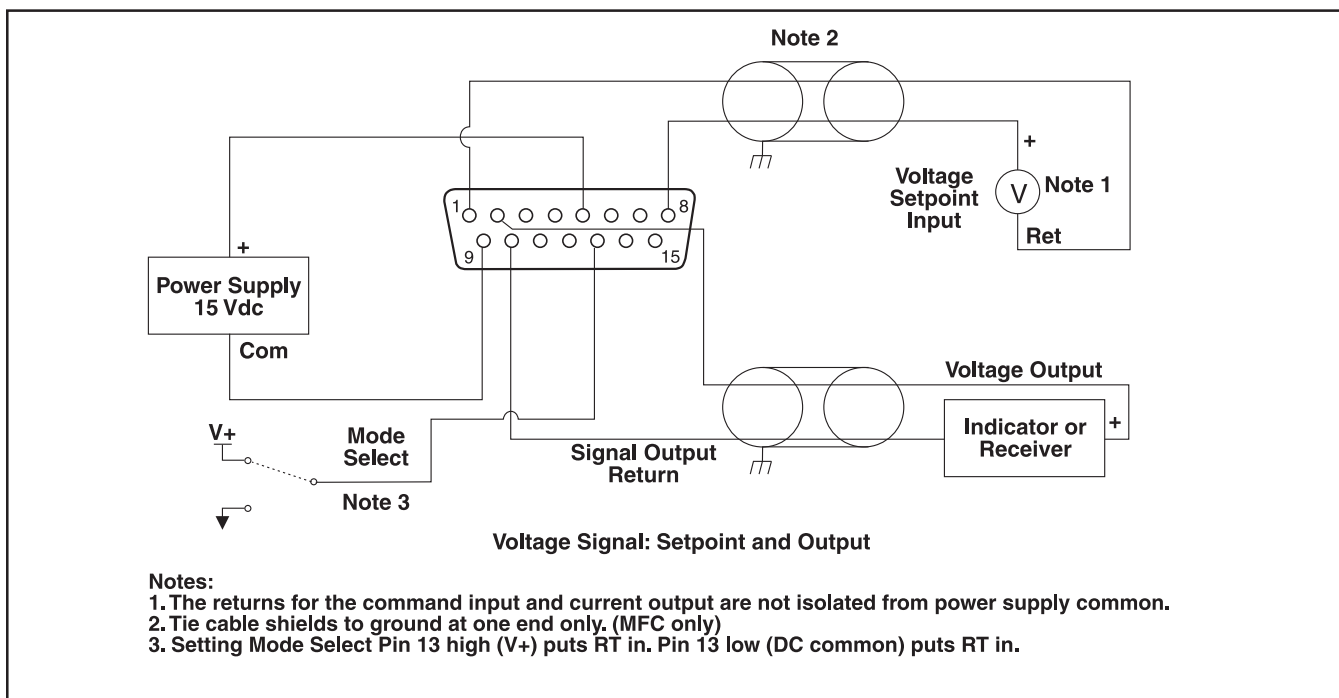 Note 2
+
Voltage
Setpoint
Input
V
Note 1
Ret
1
8
9
15
+
Power Supply
15 Vdc
Com
V+
Mode
Select
Note 3
Signal Output
Return
Voltage Output
Indicator or
Receiver
+
Voltage Signal: Setpoint and Output
Notes:
1. The returns for the command input and current output are not isolated from power supply common.
2. Tie cable shields to ground at one end only. (MFC only)
3. Setting Mode Select Pin 13 high (V+) puts RT in. Pin 13 low (DC common) puts RT in.